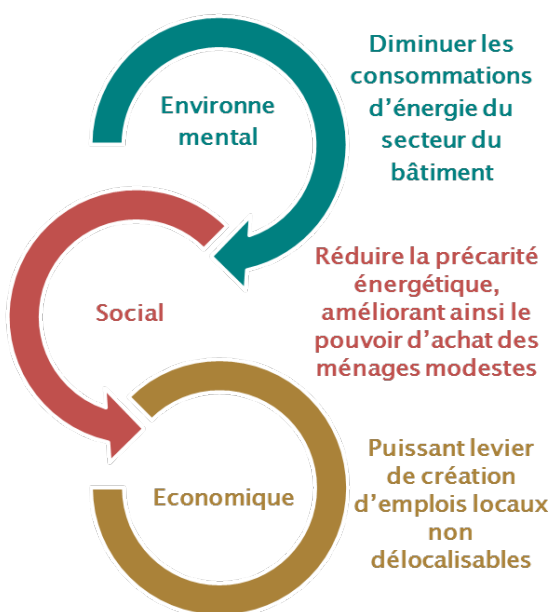 Environne
mental
Diminuer les
consommations
d’énergie du
secteur du
bâtiment
Social
Réduire la précarité
énergétique,
améliorant ainsi le
pouvoir d’achat des
ménages modestes
Economique
Puissant levier
de création
d’emplois locaux
non
délocalisables